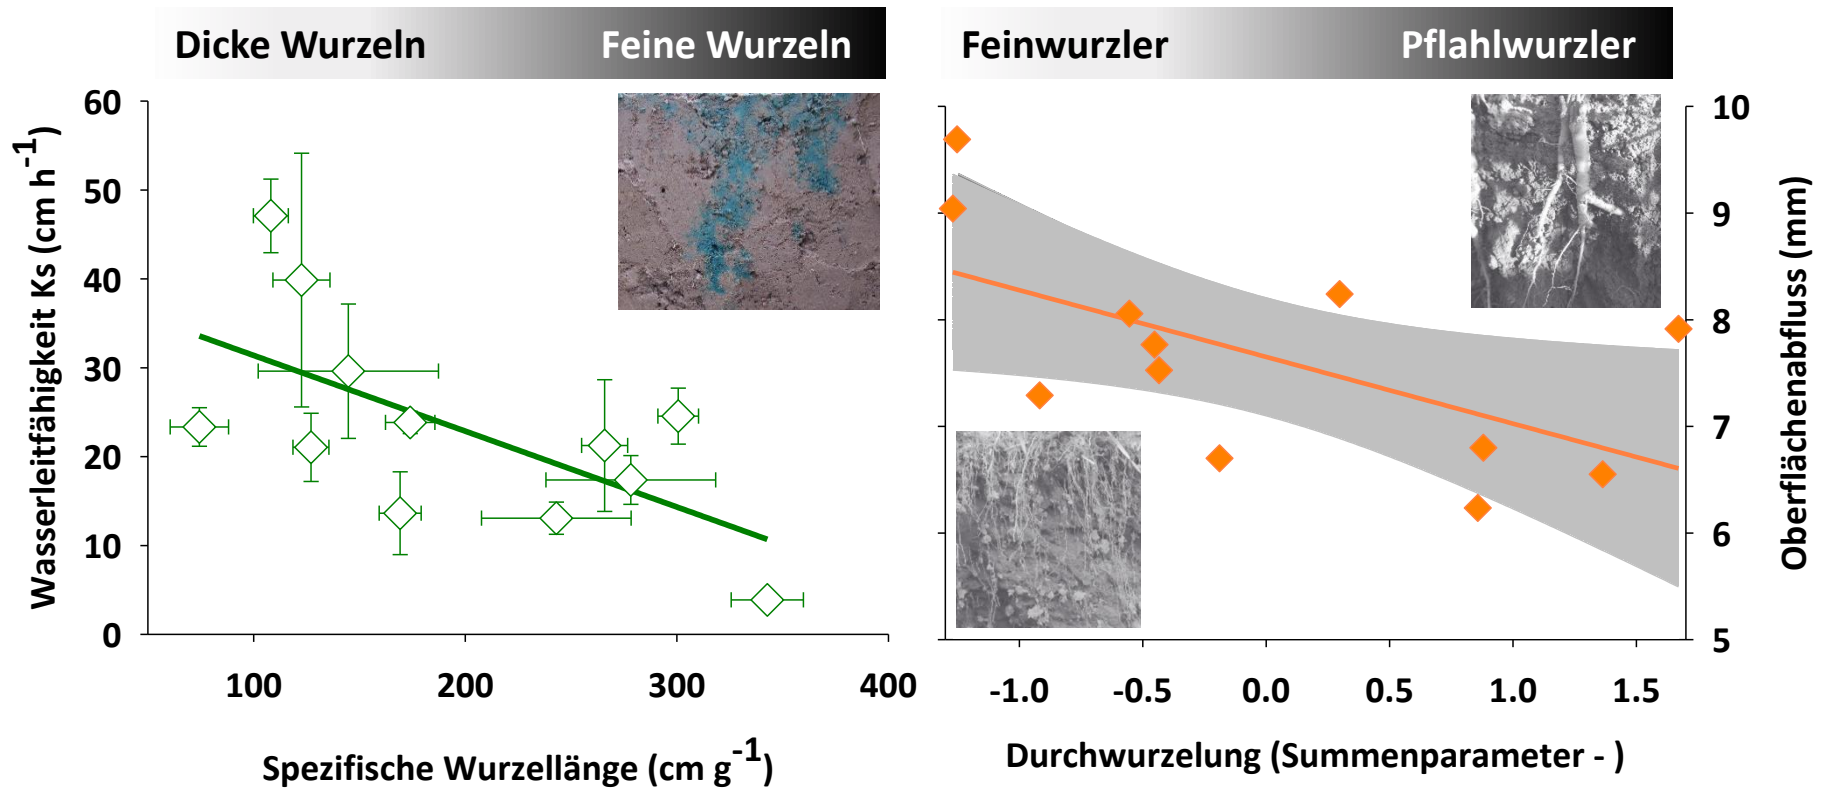 Dicke Wurzeln Feine Wurzeln
60
50
40
30
20
10
0
Wasserleitfähigkeit Ks (cm h-1)
100 200 300 400
Spezifische Wurzellänge (cm g-1)
Feinwurzler Pflahlwurzler
10
9
8
7
6
5
Oberflächenabfluss (mm)
-1.0 -0.5 0.0 0.5 1.0 1.5
Durchwurzelung (Summenparameter - )